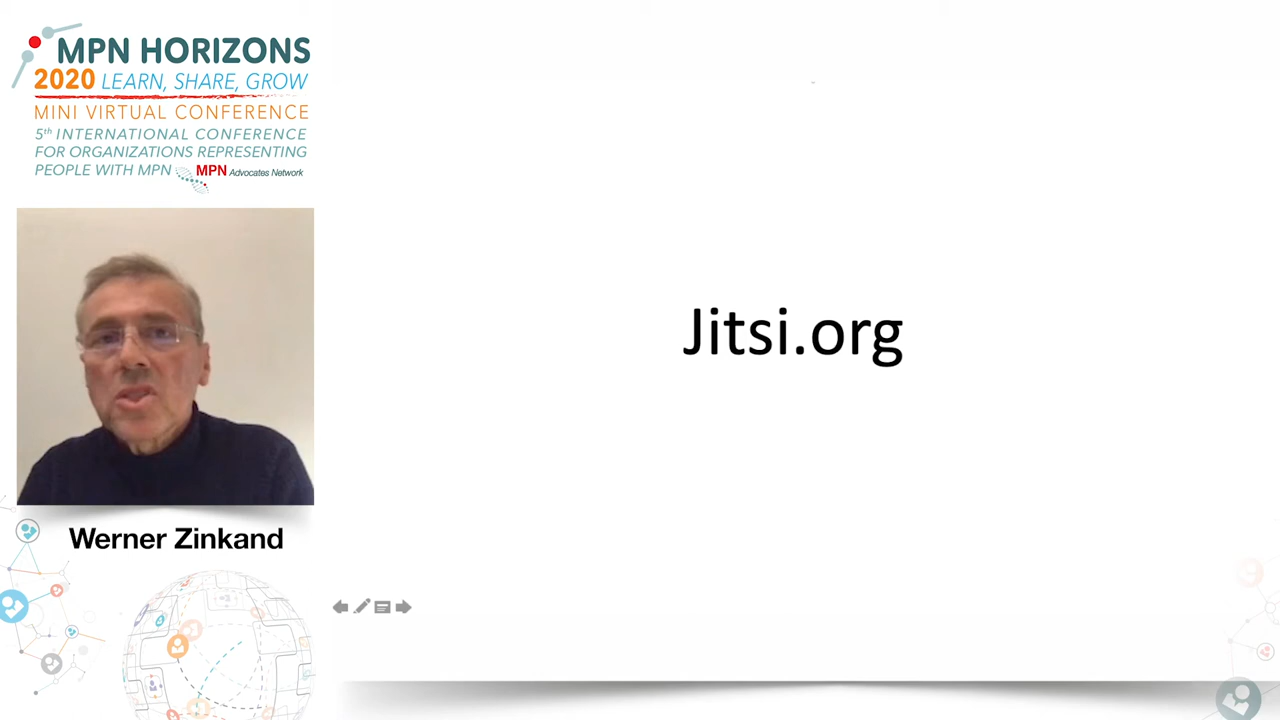 MPN HORIZONS
2020 LEARN, SHARE, GROW
MINI VIRTUAL CONFERENCE
5th INTERNATIONAL CONFERENCE
FOR ORGANIZATIONS REPRESENTING
PEOPLE WITH MPN
MPN Advocates Network
Jitsi.org
Werner Zinkand